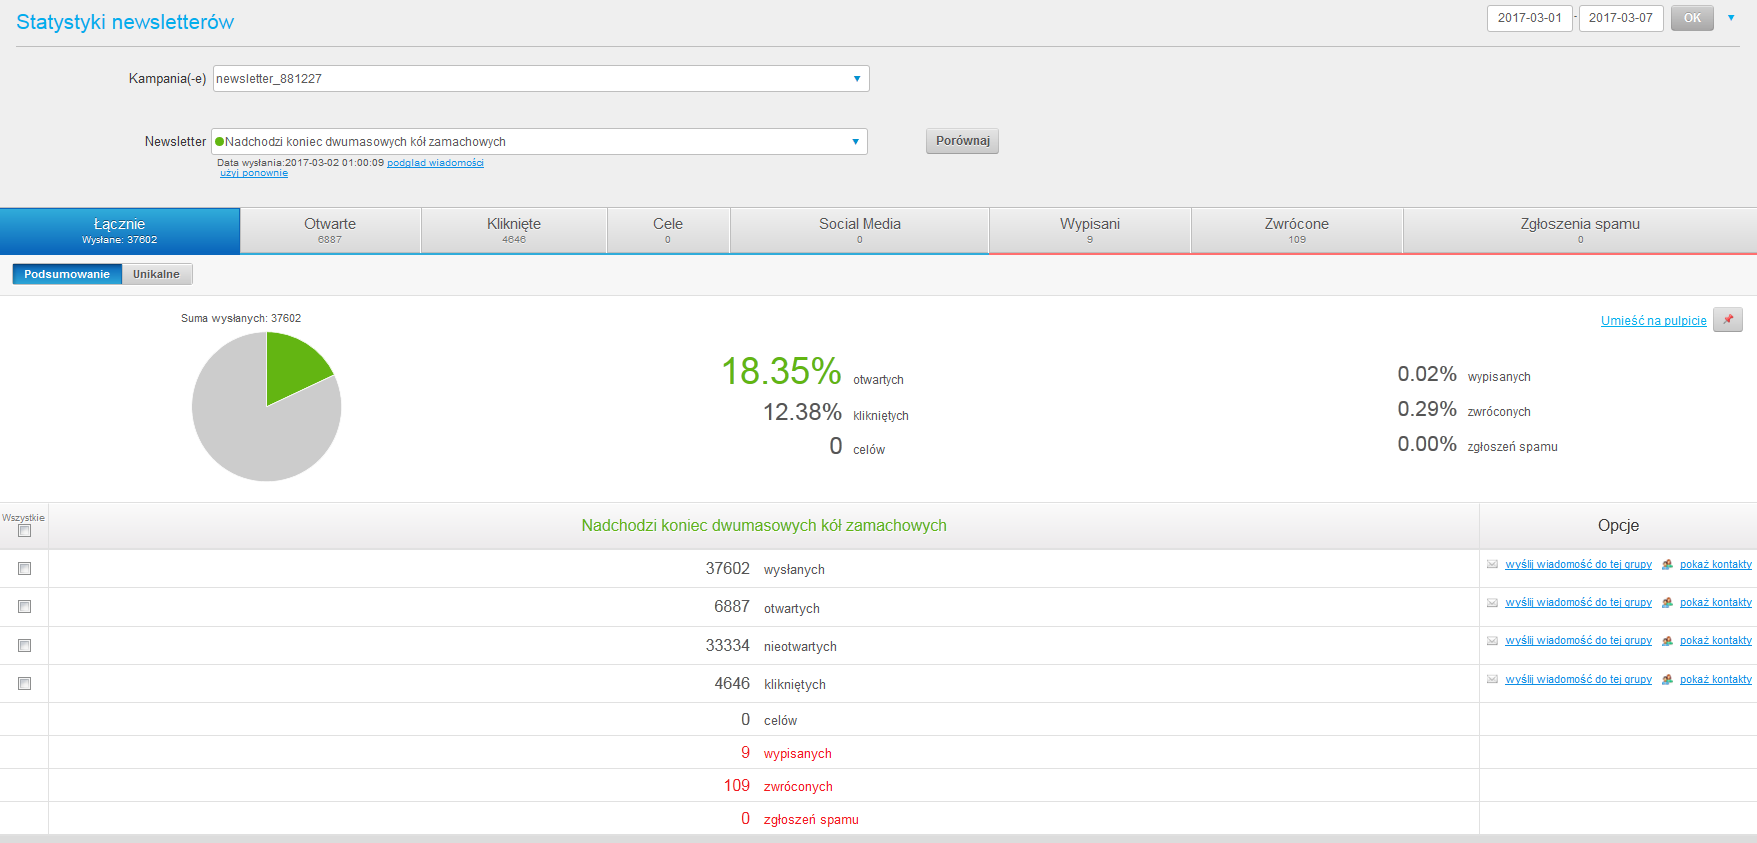 Statystyki newsletterów
2017-03-01 - 2017-03-07 OK
Kampania(-e) newsletter_881227
Newsletter Nadchodzi koniec dwumasowych kół zamachowych Porównaj
Data wysłania:2017-03-02 01:00:09 podgląd wiadomości
użyj ponownie
Łącznie Otwarte Kliknięte Cele Social Media Wypisani Zwrócone Zgłoszenia spamu
Wysłane: 37602 6887 4646 0 0 9 109 0
Podsumowanie Unikalne
Suma wysłanych: 37602
Umieść na pulpicie
18.35% otwartych
12.38% klikniętych
0 celów
0.02% wypisanych
0.29% zwróconych
0.00% zgłoszeń spamu
Wszystkie
Nadchodzi koniec dwumasowych kół zamachowych Opcje
37602 wysłanych wyślij wiadomość do tej grupy pokaż kontakty
6887 otwartych wyślij wiadomość do tej grupy pokaż kontakty
33334 nieotwartych wyślij wiadomość do tej grupy pokaż kontakty
4646 klikniętych wyślij wiadomość do tej grupy pokaż kontakty
0 celów
9 wypisanych
109 zwróconych
0 zgłoszeń spamu